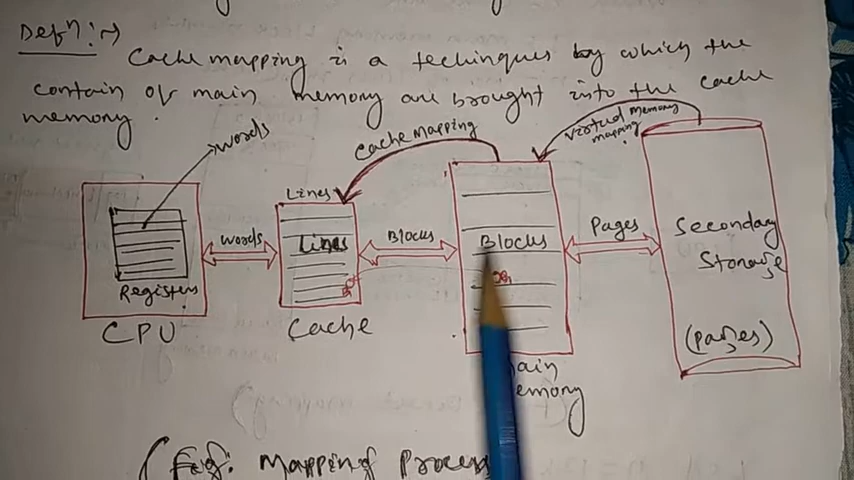 Defn:→
Cache mapping is a techinques by which the
contain of main memory are brought into the cache
memory.
words
Cache Mapping
Virtual Memory
mapping
Lines
words
Lines
Blocks
Blocks
Pages
Secondary
Storage
Registers
(pages)
CPU
Cache
main
memory
(Fig. Mapping Process